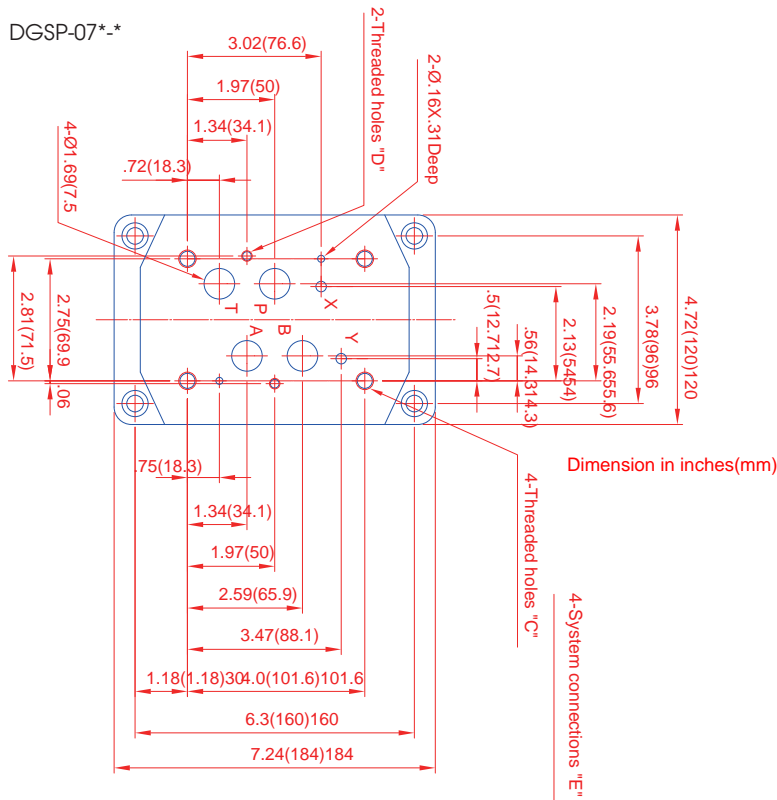 DGSP-07*-*
3.02(76.6)
1.97(50)
1.34(34.1)
.72(18.3)
4-Ø1.69(7.5
2-Threaded holes "D"
2-Ø.16X.31Deep
T
P
X
A
B
Y
2.81(71.5)
2.75(69.9
.06
.5(12.712.7)
.56(14.314.3)
2.13(5454)
2.19(55.655.6)
3.78(96)96
4.72(120)120
Dimension in inches(mm)
.75(18.3)
1.34(34.1)
1.97(50)
2.59(65.9)
3.47(88.1)
1.18(1.18)304.0(101.6)101.6
6.3(160)160
7.24(184)184
4-Threaded holes "C"
4-System connections "E"